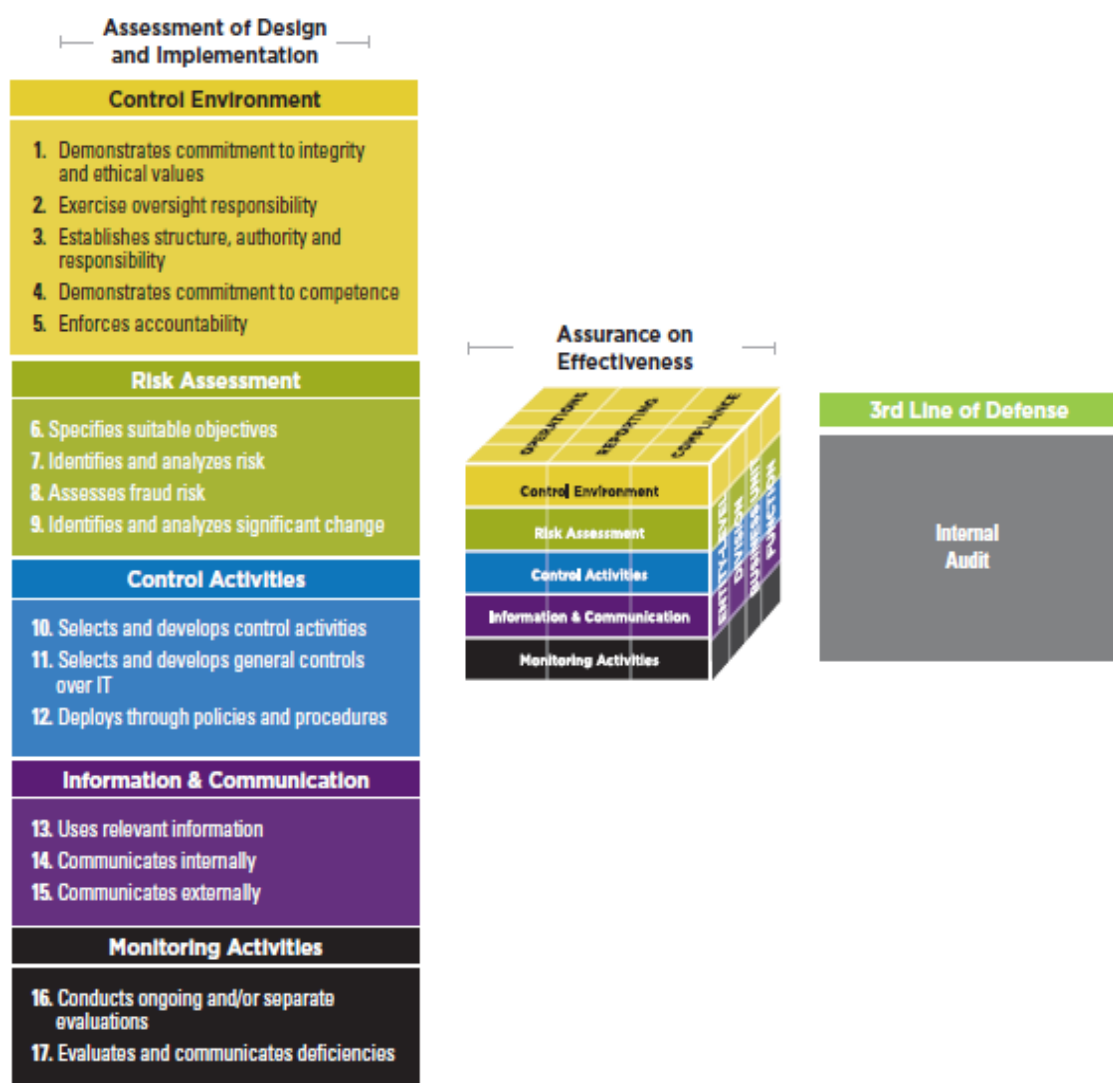 Assessment of Design
and Implementation
Control Environment
1. Demonstrates commitment to integrity
and ethical values
2. Exercise oversight responsibility
3. Establishes structure, authority and
responsibility
4. Demonstrates commitment to competence
5. Enforces accountability
Risk Assessment
6. Specifies suitable objectives
7. Identifies and analyzes risk
8. Assesses fraud risk
9. Identifies and analyzes significant change
Control Activities
10. Selects and develops control activities
11. Selects and develops general controls
over IT
12. Deploys through policies and procedures
Information & Communication
13. Uses relevant information
14. Communicates internally
15. Communicates externally
Monitoring Activities
16. Conducts ongoing and/or separate
evaluations
17. Evaluates and communicates deficiencies
Assurance on
Effectiveness
OPERATIONS
REPORTING
COMPLIANCE
Control Environment
Risk Assessment
Control Activities
Information & Communication
Monitoring Activities
ENTITY-LEVEL
DIVISION
BUSINESS UNIT
FUNCTION
3rd Line of Defense
Internal
Audit